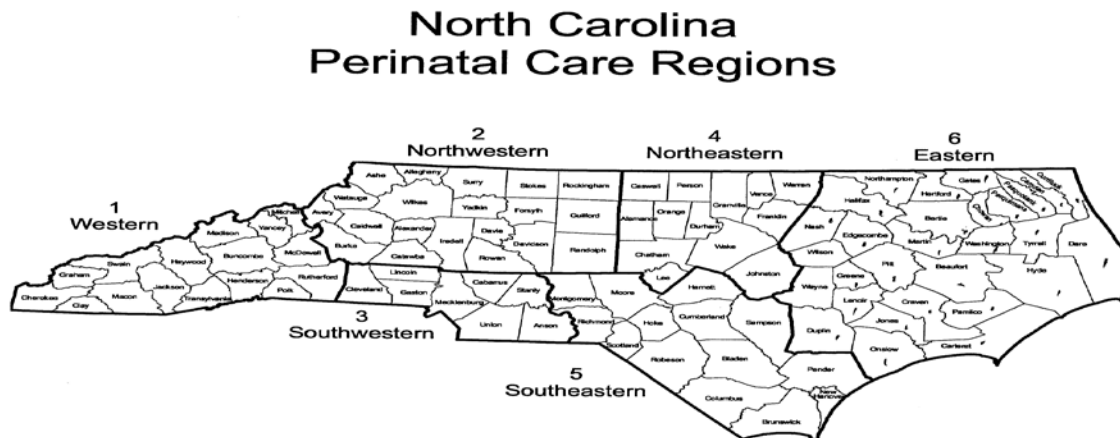 North Carolina
Perinatal Care Regions
1
Western
2
Northwestern
4
Northeastern
6
Eastern
3
Southwestern
5
Southeastern
Cherokee
Graham
Clay
Swain
Macon
Jackson
Haywood
Transylvania
Madison
Buncombe
Henderson
Yancey
Mitchell
McDowell
Rutherford
Polk
Ashe
Alleghany
Surry
Stokes
Rockingham
Watauga
Wilkes
Yadkin
Forsyth
Guilford
Avery
Caldwell
Alexander
Iredell
Davie
Davidson
Randolph
Burke
Catawba
Rowan
Cleveland
Lincoln
Gaston
Mecklenburg
Cabarrus
Stanly
Union
Anson
Caswell
Person
Granville
Vance
Warren
Alamance
Orange
Durham
Franklin
Chatham
Wake
Lee
Johnston
Montgomery
Moore
Harnett
Richmond
Hoke
Cumberland
Sampson
Scotland
Robeson
Bladen
Pender
Columbus
New
Hanover
Brunswick
Northampton
Gates
Hertford
Halifax
Bertie
Chowan
Perquimans
Currituck
Nash
Edgecombe
Martin
Washington
Tyrrell
Dare
Wilson
Pitt
Beaufort
Hyde
Wayne
Greene
Lenoir
Craven
Pamlico
Jones
Duplin
Onslow
Carteret